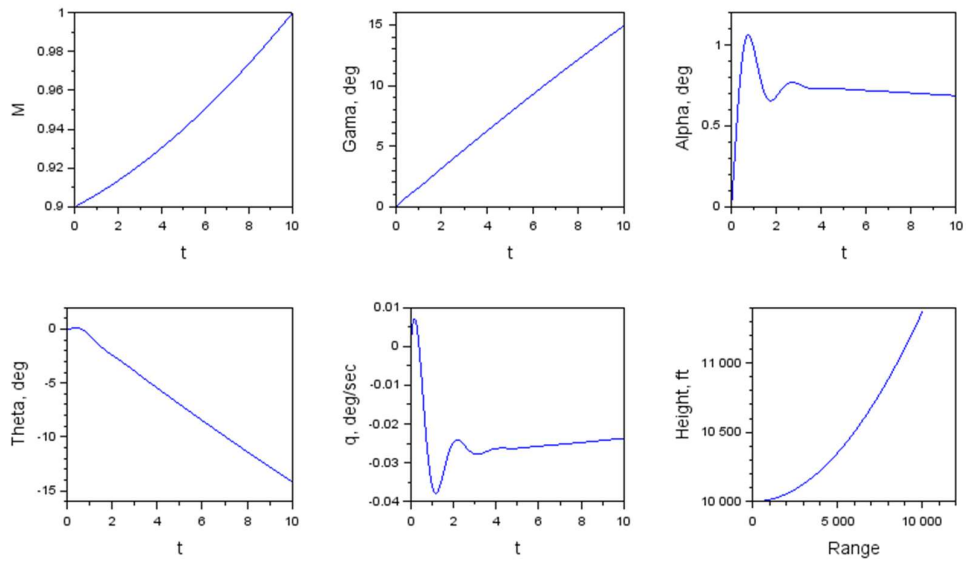 M
1
0.98
0.96
0.94
0.92
0.9
0 2 4 6 8 10
t
Gama, deg
15
10
5
0
0 2 4 6 8 10
t
Alpha, deg
1
0.5
0
0 2 4 6 8 10
t
Theta, deg
0
-5
-10
-15
0 2 4 6 8 10
t
q, deg/sec
0.01
0
-0.01
-0.02
-0.03
-0.04
0 2 4 6 8 10
t
Height, ft
11 000
10 500
10 000
0 5 000 10 000
Range